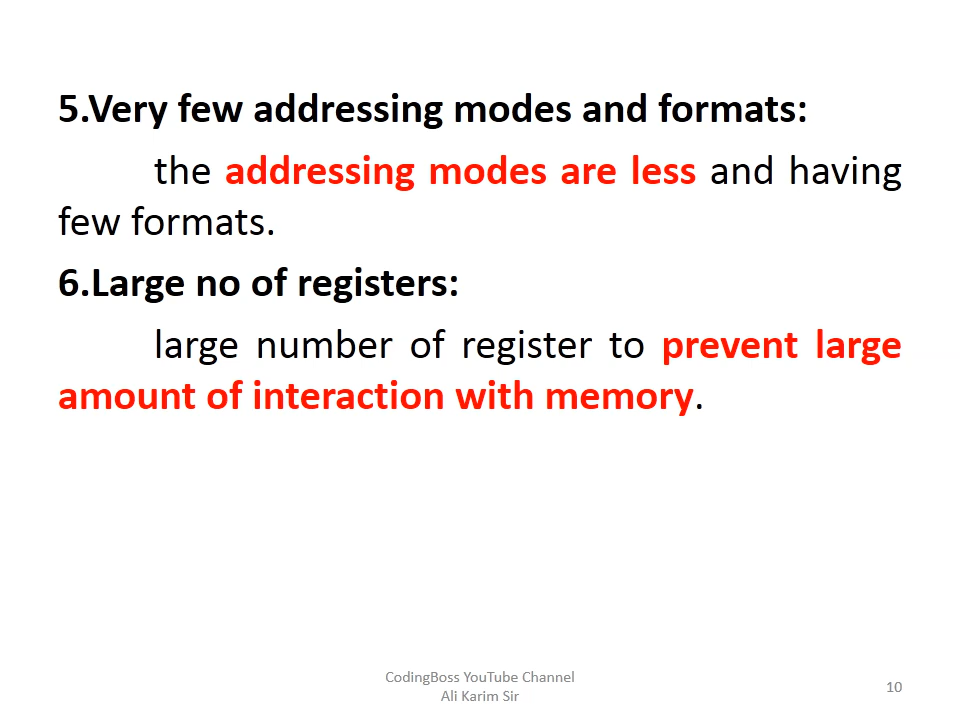 5.Very few addressing modes and formats:
the addressing modes are less and having
few formats.
6.Large no of registers:
large number of register to prevent large
amount of interaction with memory.
CodingBoss YouTube Channel
Ali Karim Sir
10